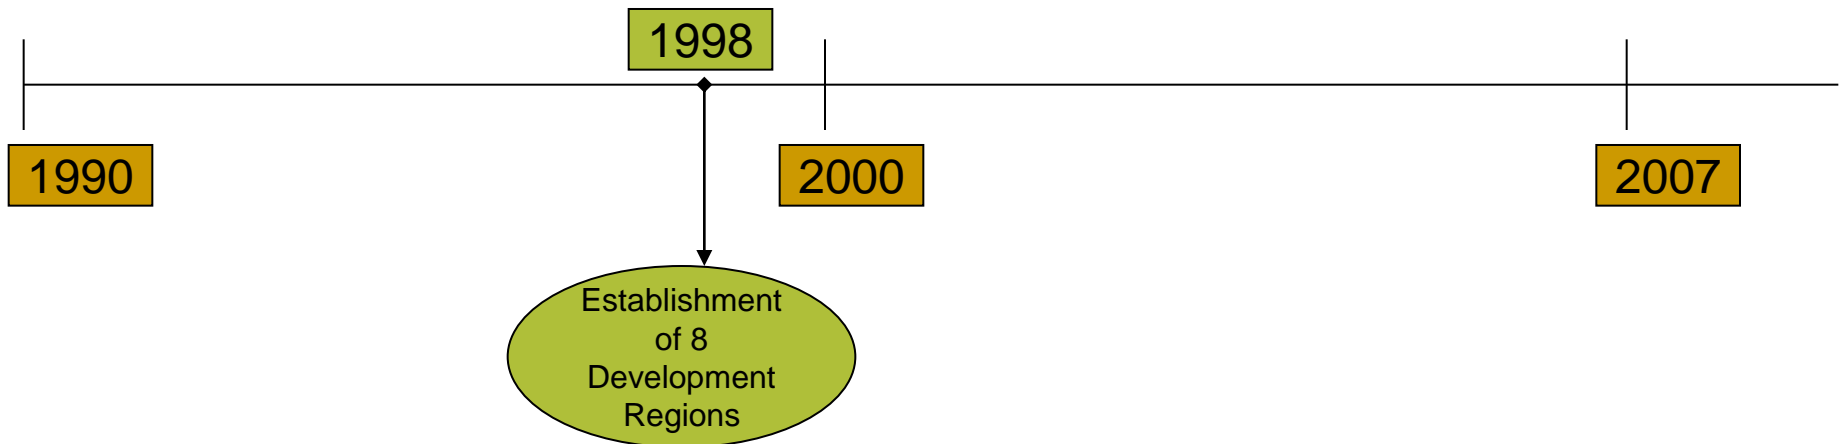 1998
1990
2000
2007
Establishment
of 8
Development
Regions